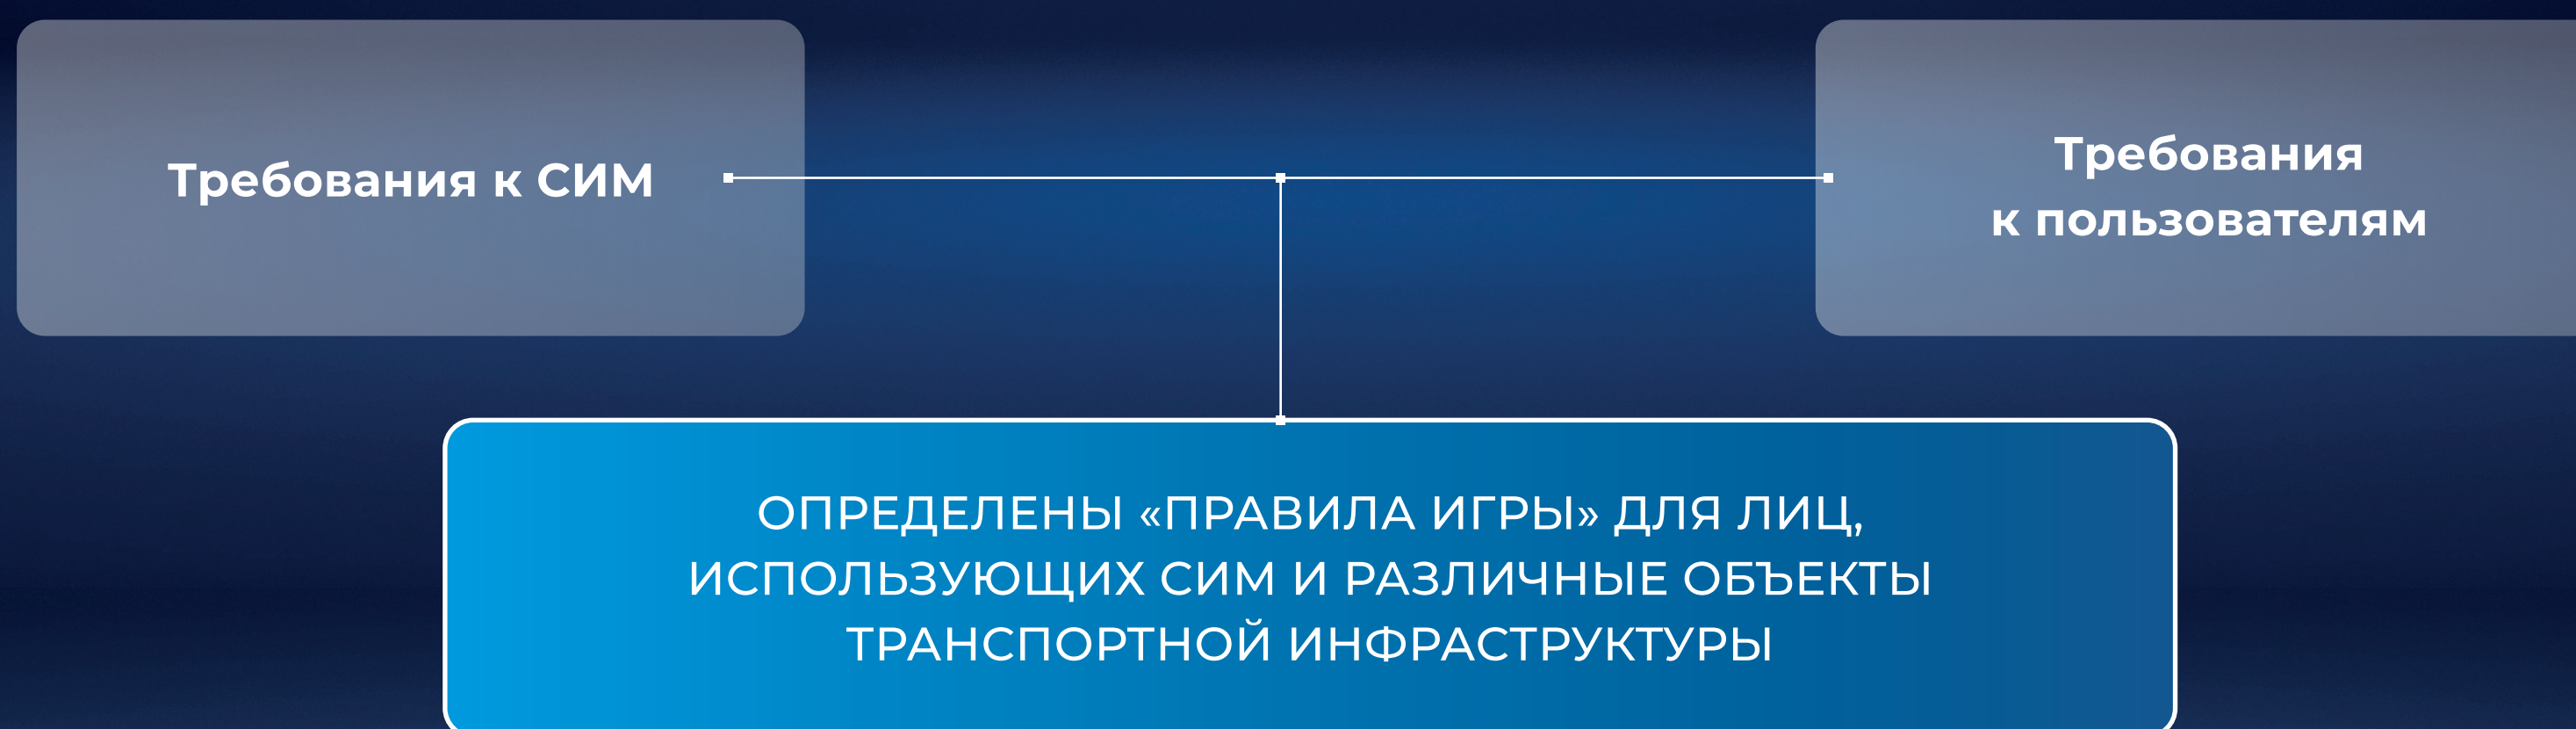 Требования к СИМ
Требования
к пользователям
ОПРЕДЕЛЕНЫ «ПРАВИЛА ИГРЫ» ДЛЯ ЛИЦ,
ИСПОЛЬЗУЮЩИХ СИМ И РАЗЛИЧНЫЕ ОБЪЕКТЫ
ТРАНСПОРТНОЙ ИНФРАСТРУКТУРЫ